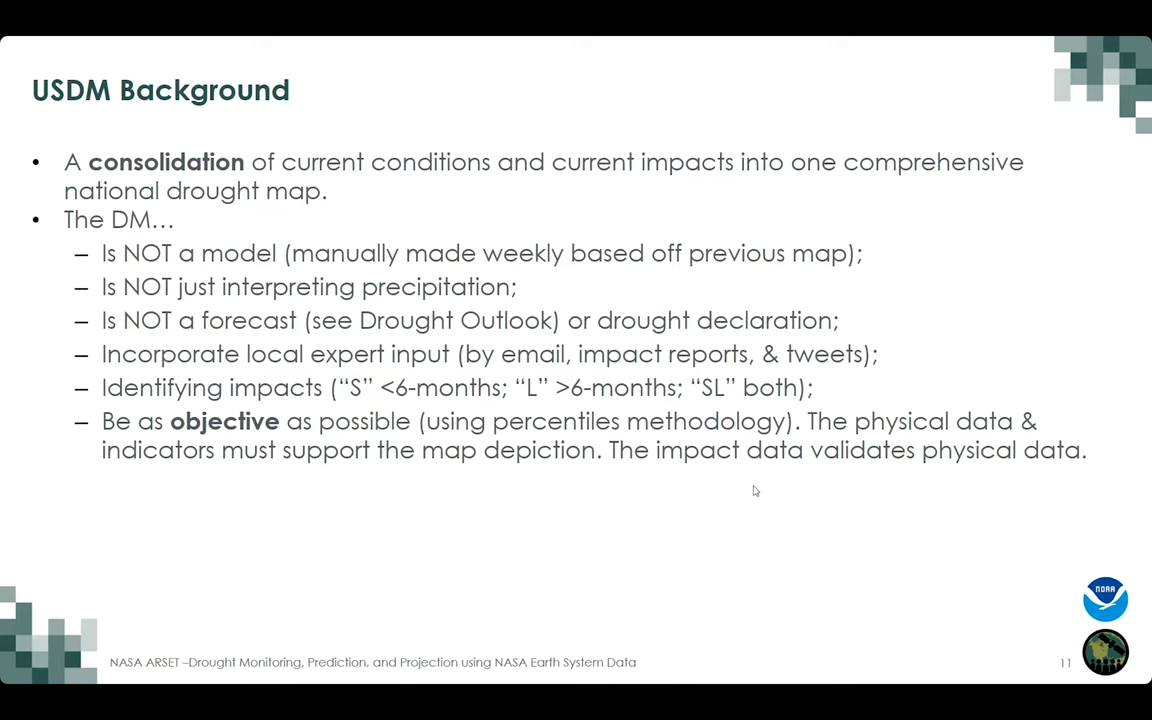 USDM Background
• A consolidation of current conditions and current impacts into one comprehensive
national drought map.
• The DM...
– Is NOT a model (manually made weekly based off previous map);
– Is NOT just interpreting precipitation;
– Is NOT a forecast (see Drought Outlook) or drought declaration;
– Incorporate local expert input (by email, impact reports, & tweets);
– Identifying impacts (“S” <6-months; “L” >6-months; “SL” both);
– Be as objective as possible (using percentiles methodology). The physical data &
indicators must support the map depiction. The impact data validates physical data.
NOAA
NASA ARSET –Drought Monitoring, Prediction, and Projection using NASA Earth System Data
11